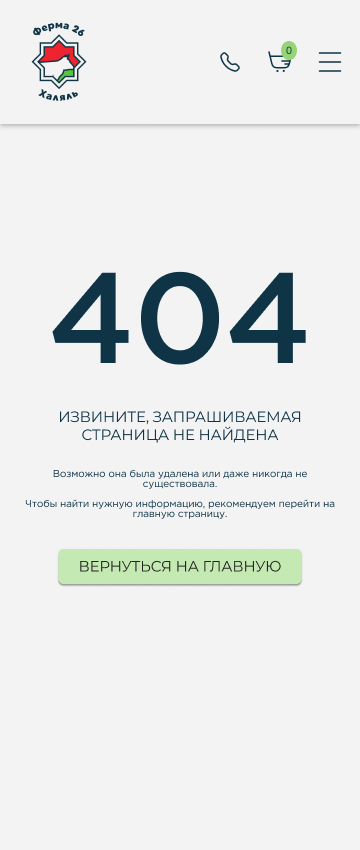 Ферма 26
Халяль
0
404
ИЗВИНИТЕ, ЗАПРАШИВАЕМАЯ
СТРАНИЦА НЕ НАЙДЕНА
Возможно она была удалена или даже никогда не
существовала.
Чтобы найти нужную информацию, рекомендуем перейти на
главную страницу.
ВЕРНУТЬСЯ НА ГЛАВНУЮ